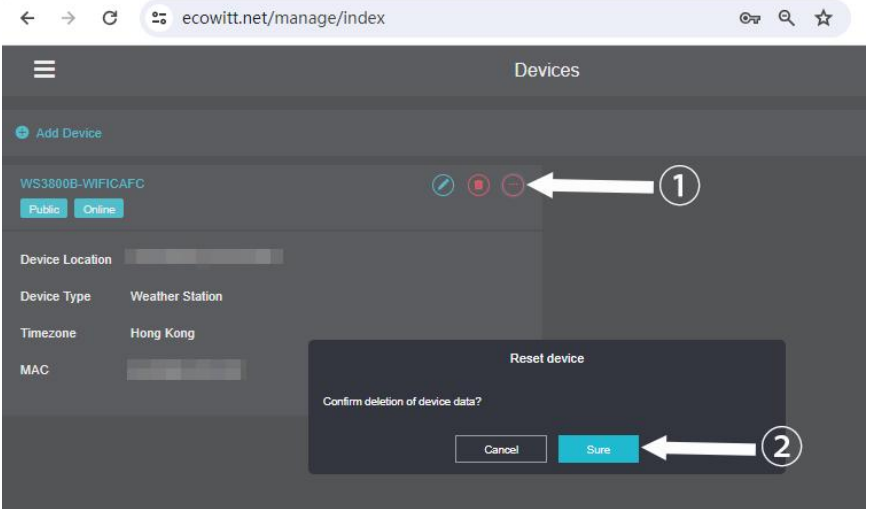 ecowitt.net/manage/index
Devices
Add Device
WS3800B-WIFICAFC
①
Public Online
Device Location
Device Type Weather Station
Timezone Hong Kong
MAC
Reset device
Confirm deletion of device data?
Cancel Sure
②